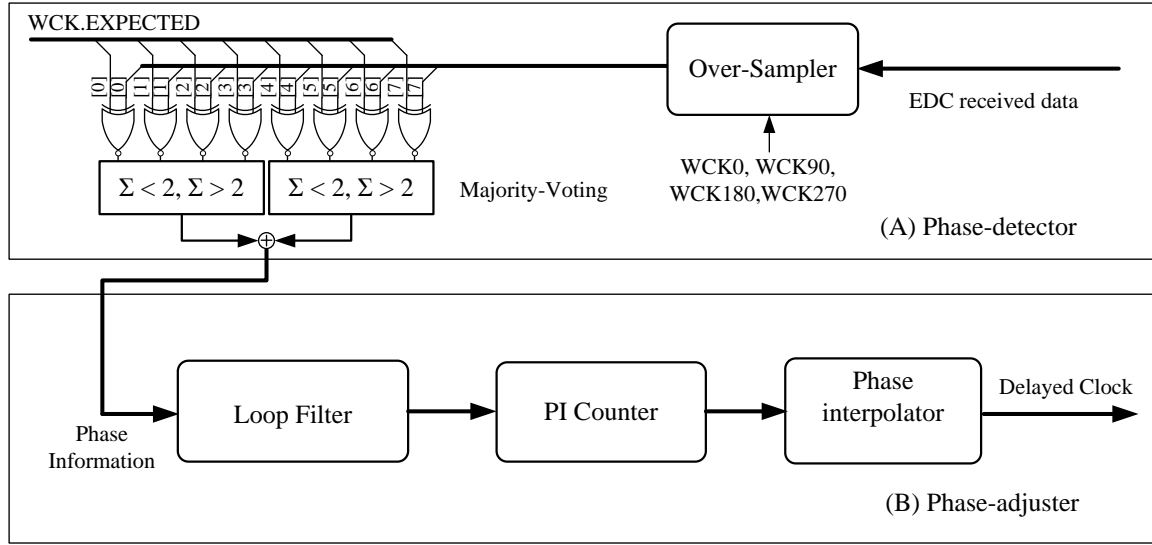 WCK.EXPECTED
[0] [0] [1] [1] [2] [2] [3] [3] [4] [4] [5] [5] [6] [6] [7] [7]
Over-Sampler
EDC received data
Σ < 2, Σ > 2
Σ < 2, Σ > 2
Majority-Voting
WCK0, WCK90,
WCK180,WCK270
(A) Phase-detector
Loop Filter
PI Counter
Phase
interpolator
Delayed Clock
Phase
Information
(B) Phase-adjuster